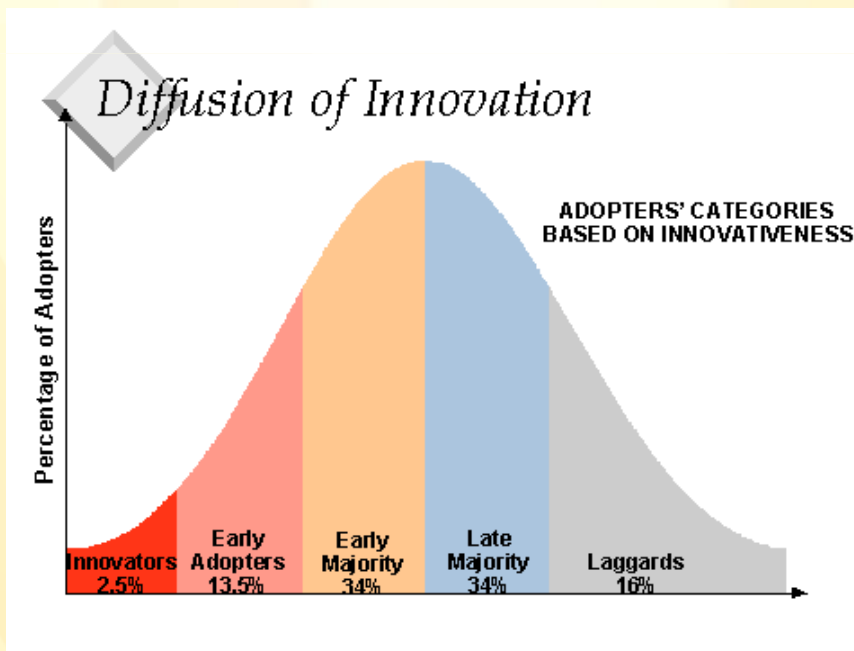 Diffusion of Innovation
ADOPTERS' CATEGORIES
BASED ON INNOVATIVENESS
Percentage of Adopters
Innovators
2.5%
Early
Adopters
13.5%
Early
Majority
34%
Late
Majority
34%
Laggards
16%